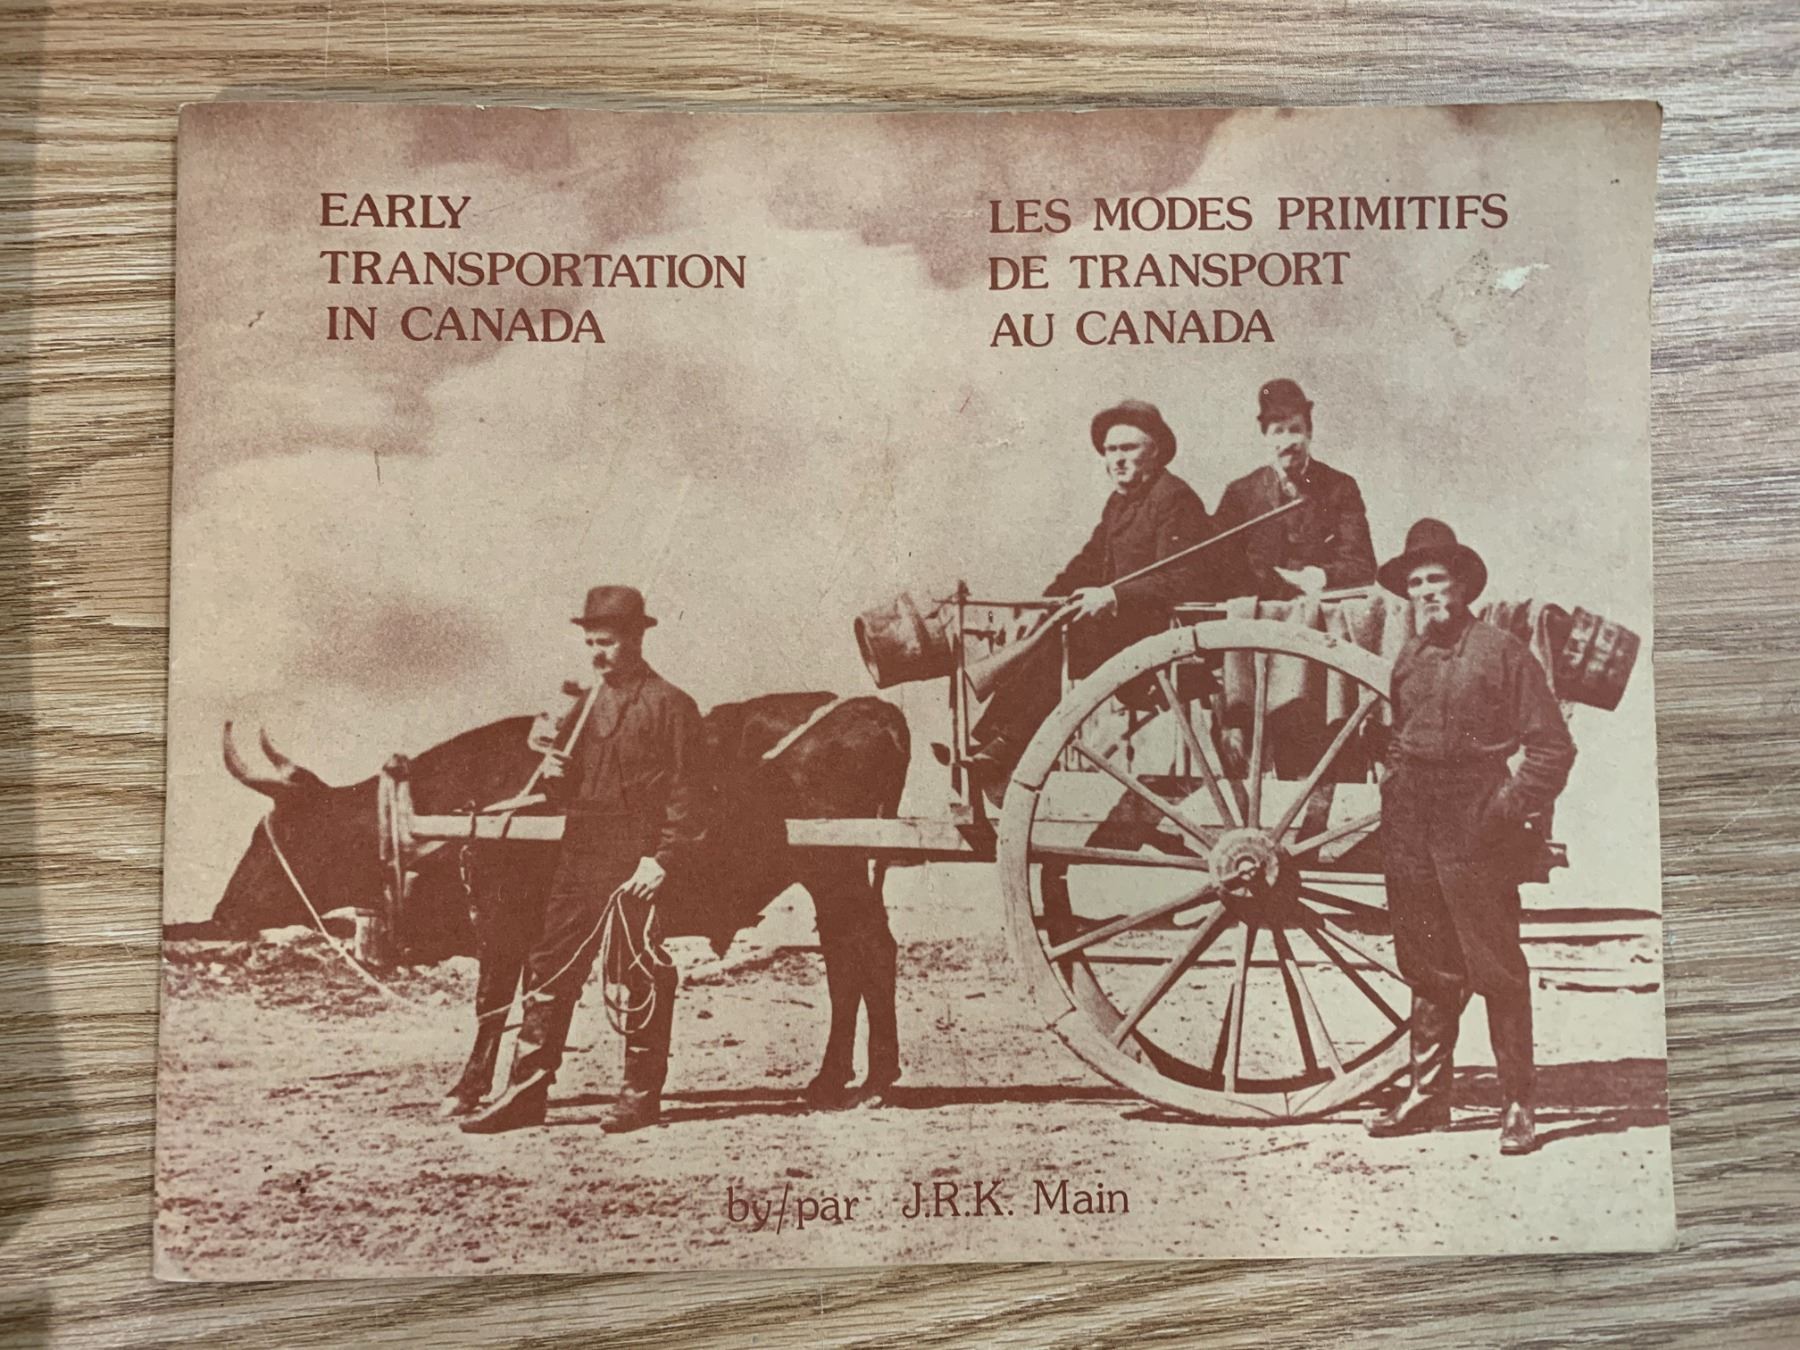 EARLY
TRANSPORTATION
IN CANADA
LES MODES PRIMITIFS
DE TRANSPORT
AU CANADA
by/par J.R.K. Main